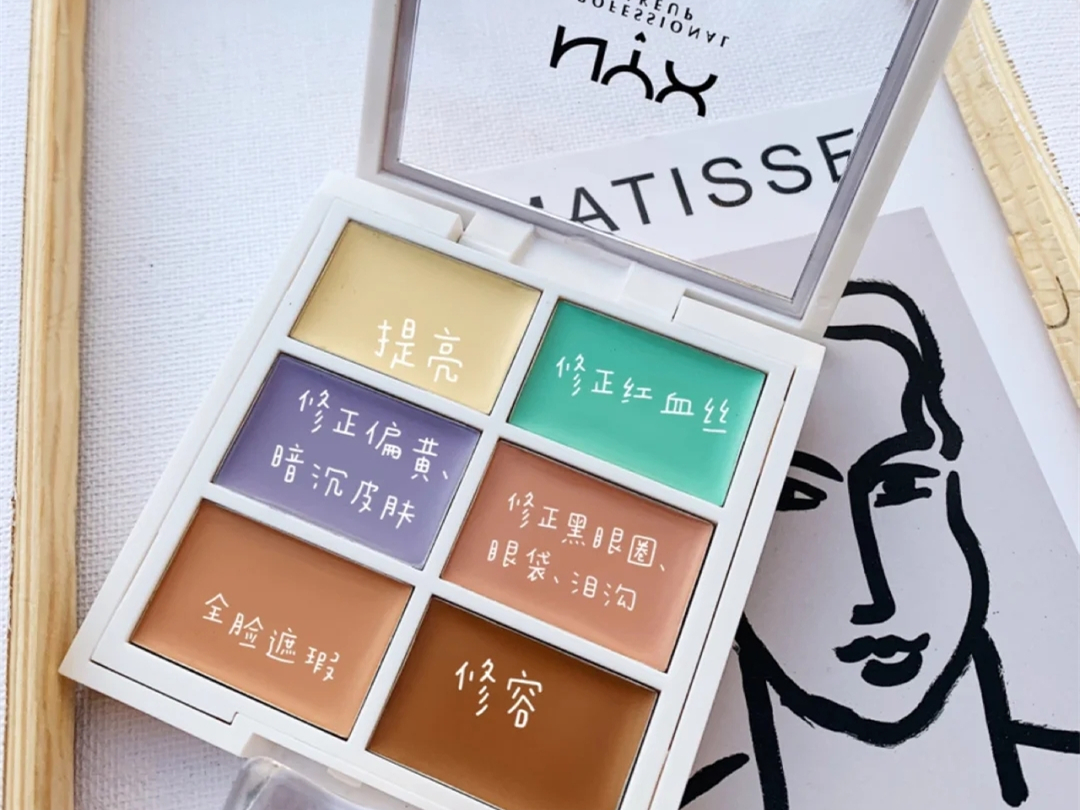 MAKEUP
PROFESSIONAL
nyx
MATISSE
提亮
修正红血丝
修正偏黄、
暗沉皮肤
修正黑眼圈、
眼袋、泪沟
全脸遮瑕
修容